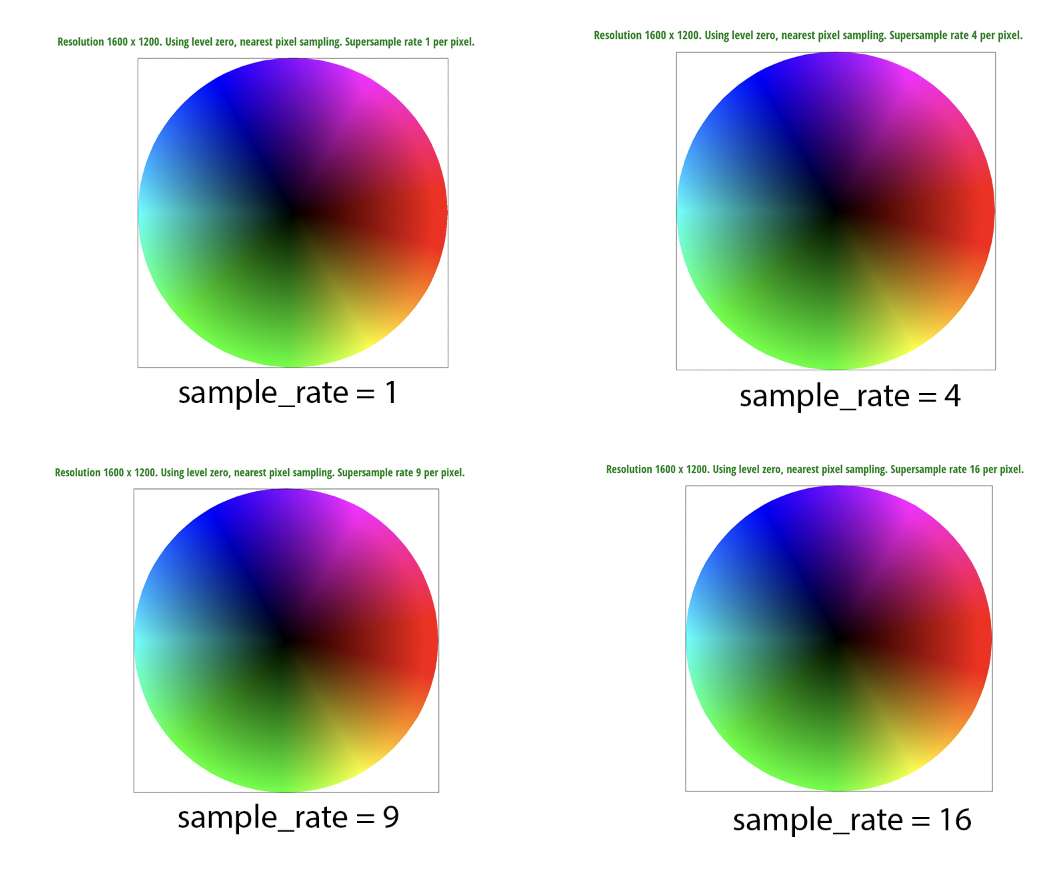 Resolution 1600 x 1200. Using level zero, nearest pixel sampling. Supersample rate 1 per pixel.
Resolution 1600 x 1200. Using level zero, nearest pixel sampling. Supersample rate 4 per pixel.
sample_rate = 1
sample_rate = 4
Resolution 1600 x 1200. Using level zero, nearest pixel sampling. Supersample rate 9 per pixel.
Resolution 1600 x 1200. Using level zero, nearest pixel sampling. Supersample rate 16 per pixel.
sample_rate = 9
sample_rate = 16